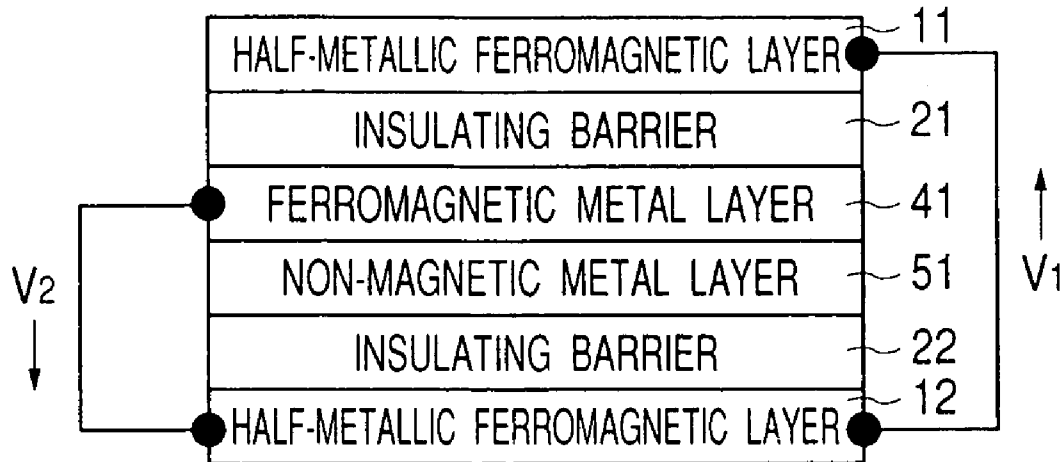 HALF-METALLIC FERROMAGNETIC LAYER 11
INSULATING BARRIER 21
FERROMAGNETIC METAL LAYER 41
NON-MAGNETIC METAL LAYER 51
INSULATING BARRIER 22
HALF-METALLIC FERROMAGNETIC LAYER 12
V2
V1